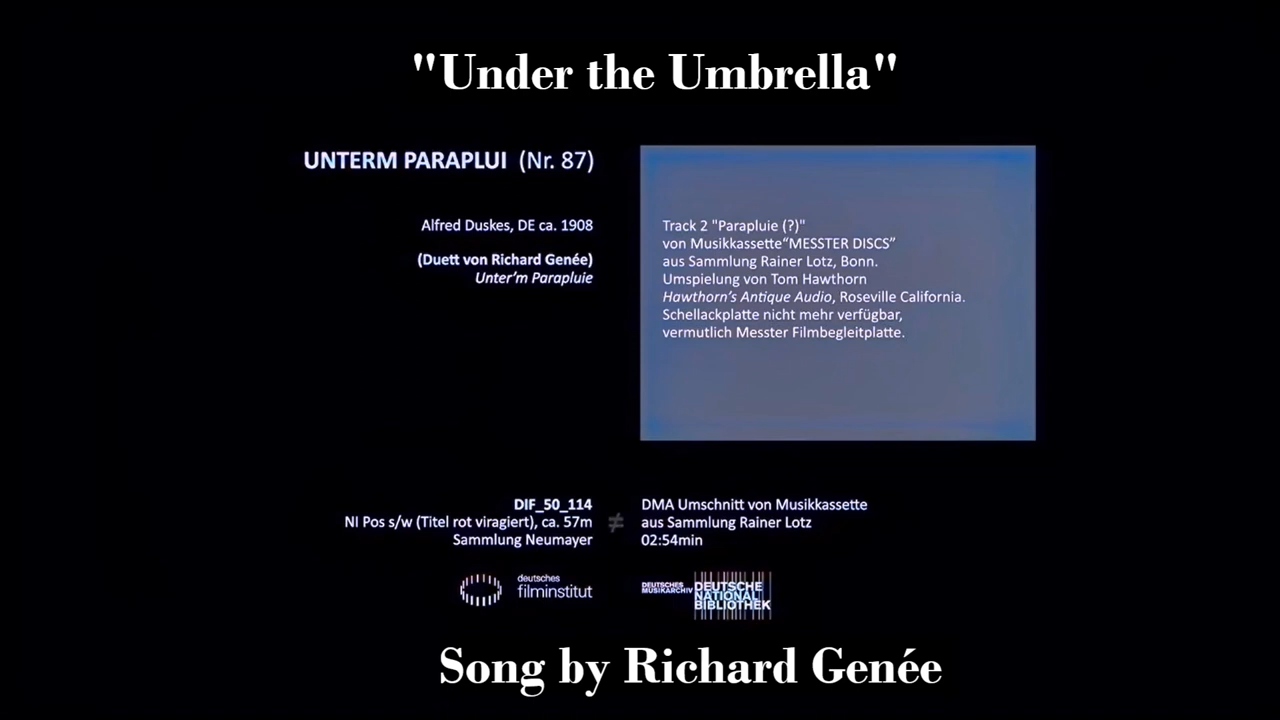 "Under the Umbrella"
UNTERM PARAPLUI (Nr. 87)
Alfred Duskes, DE ca. 1908
(Duett von Richard Genée)
Unter’m Parapluie
Track 2 "Parapluie (?)"
von Musikkassette“MESSTER DISCS”
aus Sammlung Rainer Lotz, Bonn.
Umspielung von Tom Hawthorn
Hawthorn’s Antique Audio, Roseville California.
Schellackplatte nicht mehr verfügbar,
vermutlich Messter Filmbegleitplatte.
DIF_50_114
NI Pos s/w (Titel rot viragiert), ca. 57m
Sammlung Neumayer
≠
DMA Umschnitt von Musikkassette
aus Sammlung Rainer Lotz
02:54min
deutsches
filminstitut
DEUTSCHES
MUSIKARCHIV
DEUTSCHE
NATIONAL
BIBLIOTHEK
Song by Richard Genée